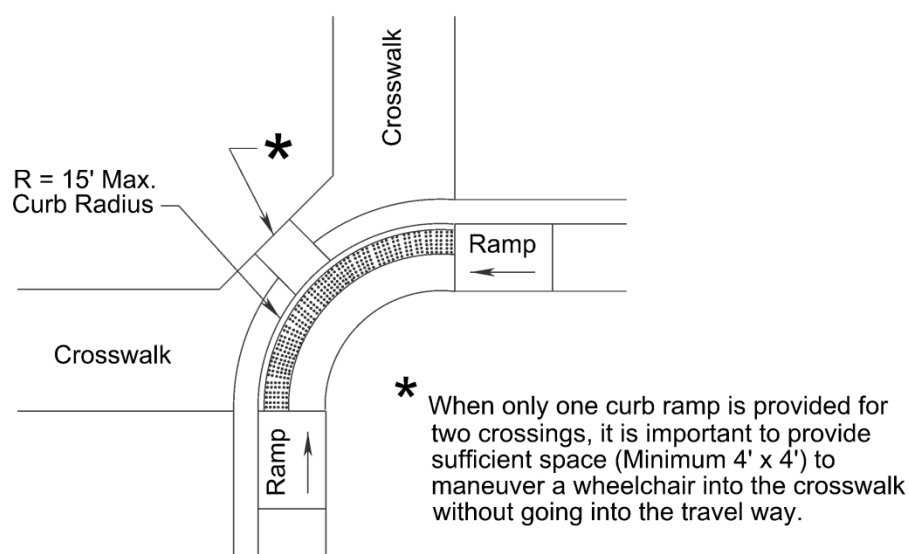 Crosswalk
*
R = 15' Max.
Curb Radius
Ramp
Crosswalk
Ramp
* When only one curb ramp is provided for
two crossings, it is important to provide
sufficient space (Minimum 4' x 4') to
maneuver a wheelchair into the crosswalk
without going into the travel way.